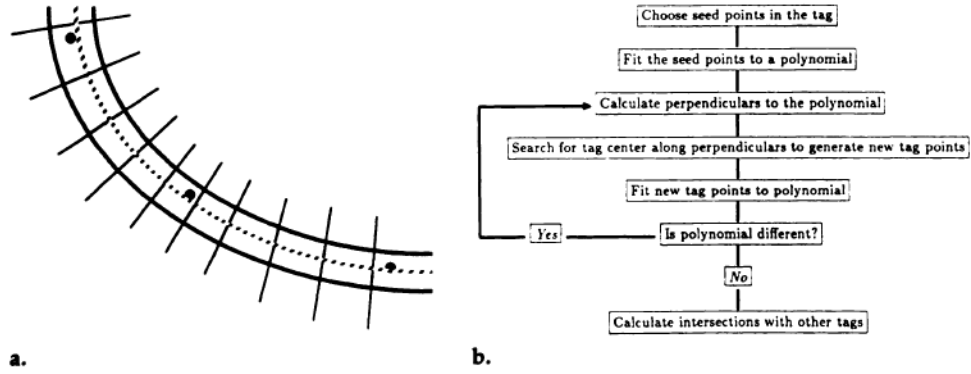 Choose seed points in the tag
Fit the seed points to a polynomial
Calculate perpendiculars to the polynomial
Search for tag center along perpendiculars to generate new tag points
Fit new tag points to polynomial
Yes
Is polynomial different?
No
Calculate intersections with other tags
a.
b.